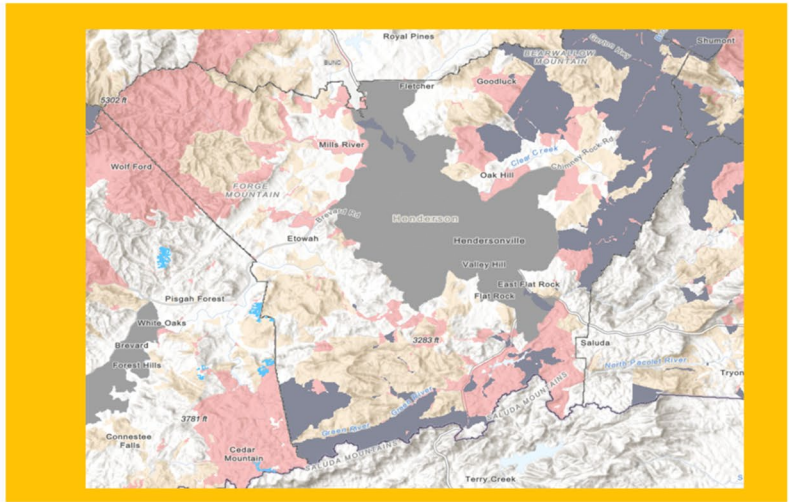 Royal Pines
Shumont
BEARWALLOW
MOUNTAIN
Fletcher
Goodluck
5302 ft
Mills River
Clear Creek
Chimney Rock Rd
Wolf Ford
Oak Hill
FORGE
MOUNTAIN
Brevard Rd
Henderson
Etowah
Hendersonville
Valley Hill
East Flat Rock
Flat Rock
Pisgah Forest
White Oaks
3283 ft
Saluda
Brevard
Forest Hills
North Pacolet River
Tryon
Green River
Green River
SALUDA MOUNTAINS
3781 ft
Connestee
Falls
Cedar
Mountain
SALUDA MOUNTAINS
Terry Creek